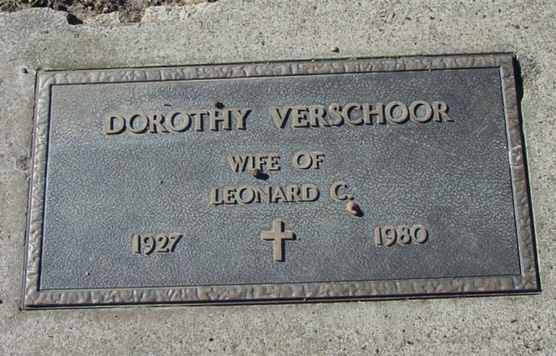 DOROTHY VERSCHOOR
WIFE OF
LEONARD C.
1927 1980